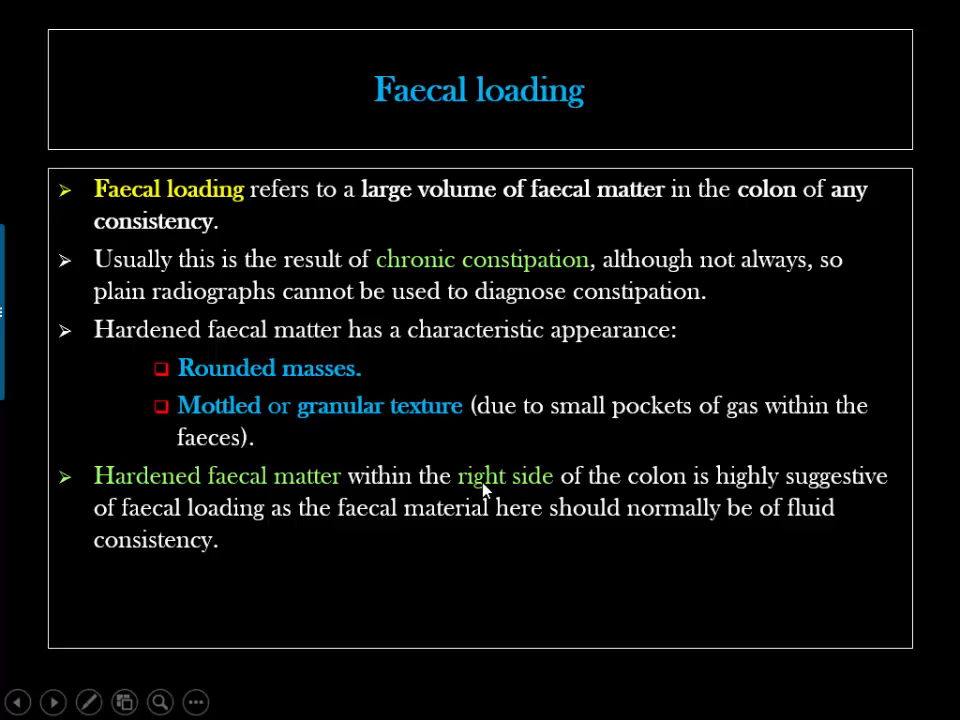 Faecal loading
Faecal loading refers to a large volume of faecal matter in the colon of any
consistency.
Usually this is the result of chronic constipation, although not always, so
plain radiographs cannot be used to diagnose constipation.
Hardened faecal matter has a characteristic appearance:
Rounded masses.
Mottled or granular texture (due to small pockets of gas within the
faeces).
Hardened faecal matter within the right side of the colon is highly suggestive
of faecal loading as the faecal material here should normally be of fluid
consistency.